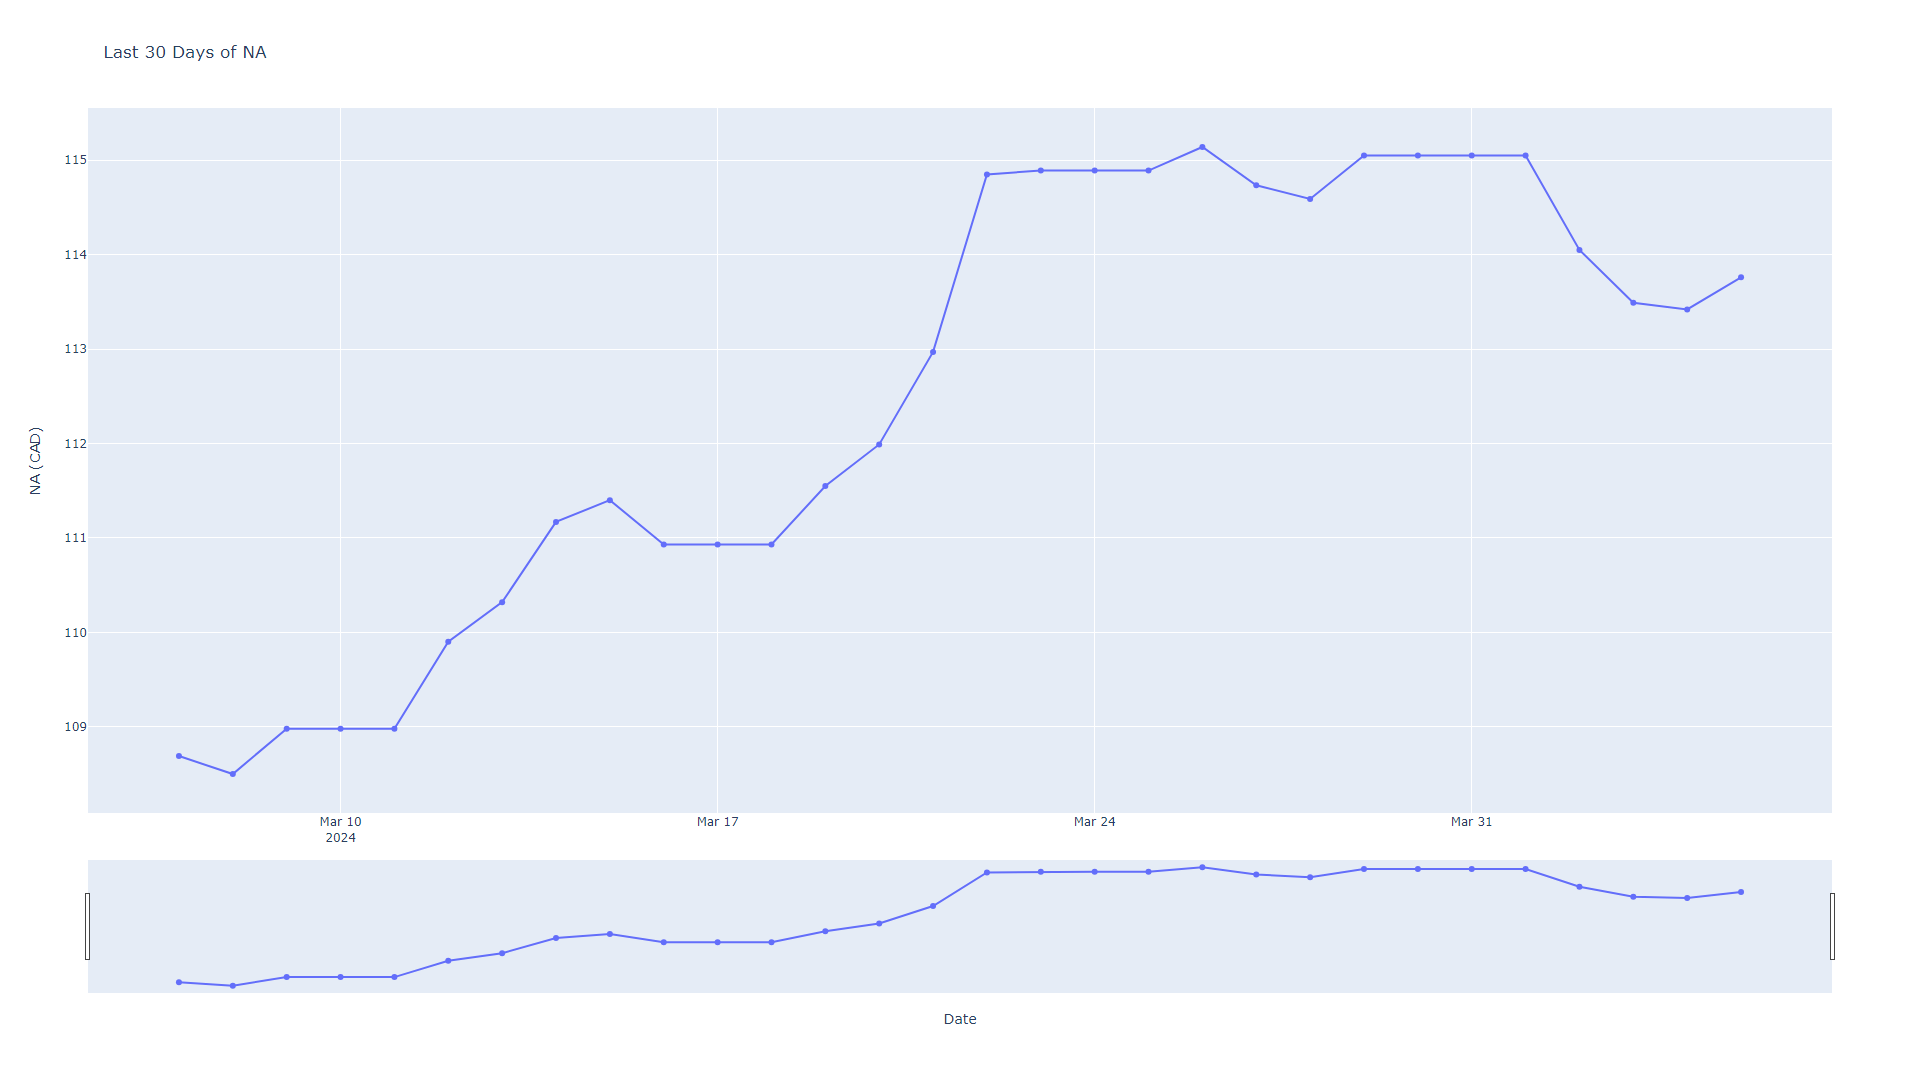 Last 30 Days of NA
115
114
113
112
111
110
109
NA (CAD)
Mar 10
2024
Mar 17
Mar 24
Mar 31
Date